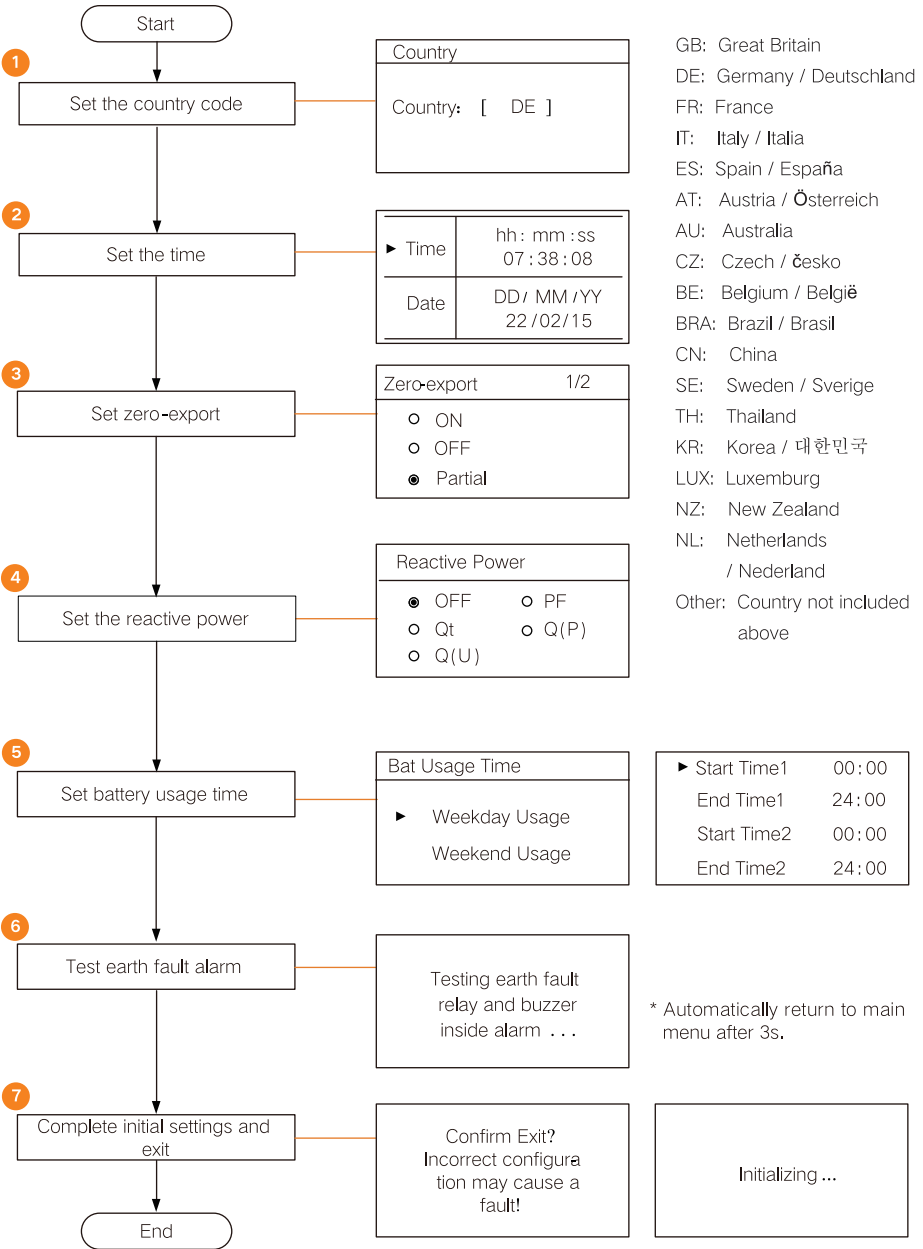 Start
1
Set the country code
Country
Country: [ DE ]
GB: Great Britain
DE: Germany / Deutschland
FR: France
IT: Italy / Italia
ES: Spain / España
AT: Austria / Österreich
AU: Australia
CZ: Czech / česko
BE: Belgium / België
BRA: Brazil / Brasil
CN: China
SE: Sweden / Sverige
TH: Thailand
KR: Korea / 대한민국
LUX: Luxemburg
NZ: New Zealand
NL: Netherlands
/ Nederland
Other: Country not included
above
2
Set the time
► Time
hh: mm :ss
07:38:08
Date
DD/ MM /YY
22 /02/15
3
Set zero-export
Zero-export 1/2
ON
OFF
Partial
4
Set the reactive power
Reactive Power
OFF PF
Qt Q(P)
Q(U)
5
Set battery usage time
Bat Usage Time
► Weekday Usage
Weekend Usage
► Start Time1 00:00
End Time1 24:00
Start Time2 00:00
End Time2 24:00
6
Test earth fault alarm
Testing earth fault
relay and buzzer
inside alarm ...
* Automatically return to main
menu after 3s.
7
Complete initial settings and
exit
Confirm Exit?
Incorrect configura
tion may cause a
fault!
Initializing ...
End